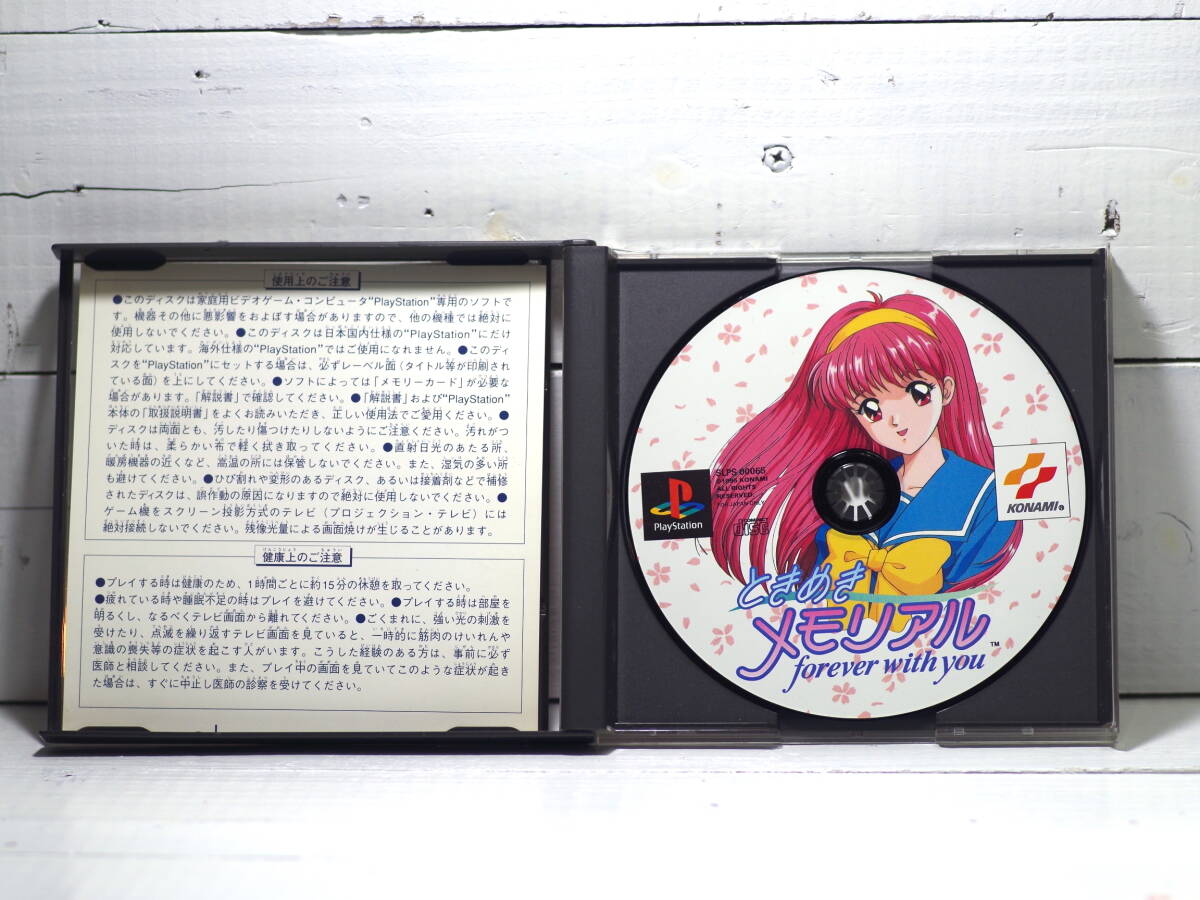 使用上のご注意
●このディスクは家庭用ビデオゲーム・コンピュータ“PlayStation”専用のソフトで
す。機器その他に悪影響をおよぼす場合がありますので、他の機種では絶対に
使用しないでください。●このディスクは日本国内仕様の“PlayStation”にだけ
対応しています。海外仕様の“PlayStation”ではご使用になれません。●このディ
スクを“PlayStation”にセットする場合は、必ずレーベル面（タイトル等が印刷され
ている面）を上にしてください。●ソフトによっては「メモリーカード」が必要な
場合があります。「解説書」で確認してください。●「解説書」および“PlayStation”
本体の「取扱説明書」をよくお読みいただき、正しい使用法でご愛用ください。●
ディスクは両面とも、汚したり傷つけたりしないようにご注意ください。汚れがつ
いた時は、柔らかい布で軽く拭き取ってください。●直射日光のあたる所、
暖房機器の近くなど、高温の所には保管しないでください。また、湿気の多い所
も避けてください。●ひび割れや変形のあるディスク、あるいは接着剤などで補修
されたディスクは、誤作動の原因になりますので絶対に使用しないでください。●
ゲーム機をスクリーン投影方式のテレビ（プロジェクション・テレビ）には
絶対接続しないでください。残像光量による画面焼けが生じることがあります。
健康上のご注意
●プレイする時は健康のため、1時間ごとに約15分の休憩を取ってください。
●疲れている時や睡眠不足の時はプレイを避けてください。●プレイする時は部屋を
明るくし、なるべくテレビ画面から離れてください。●ごくまれに、強い光の刺激を
受けたり、点滅を繰り返すテレビ画面を見ていると、一時的に筋肉のけいれんや
意識の喪失等の症状を起こす人がいます。こうした経験のある方は、事前に必ず
医師と相談してください。また、プレイ中の画面を見ていてこのような症状が起き
た場合は、すぐに中止し医師の診察を受けてください。
SLPS 00065
©1995 KONAMI
ALL RIGHTS
RESERVED.
FOR JAPAN ONLY
PlayStation
disc
KONAMI
ときめき
メモリアル™
forever with you